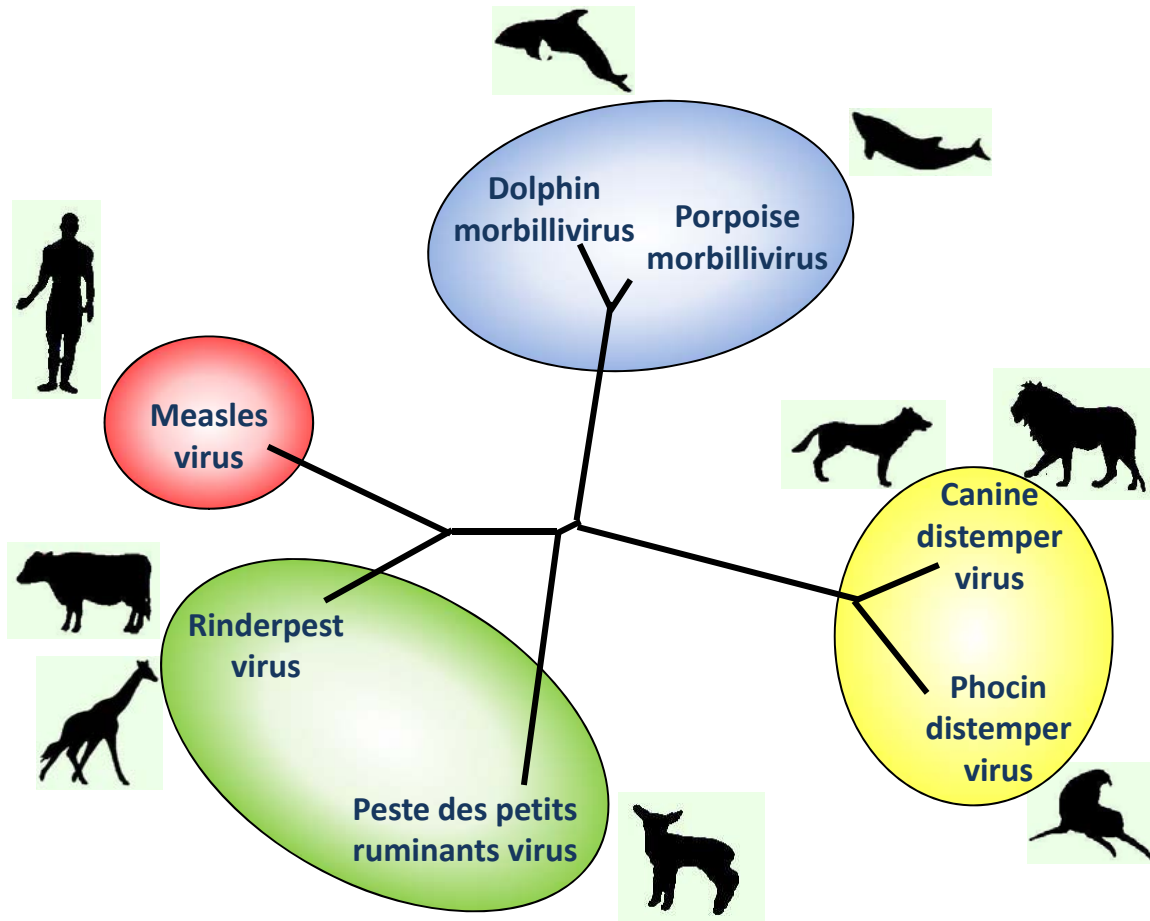 Dolphin
morbillivirus
Porpoise
morbillivirus
Measles
virus
Canine
distemper
virus
Rinderpest
virus
Phocin
distemper
virus
Peste des petits
ruminants virus